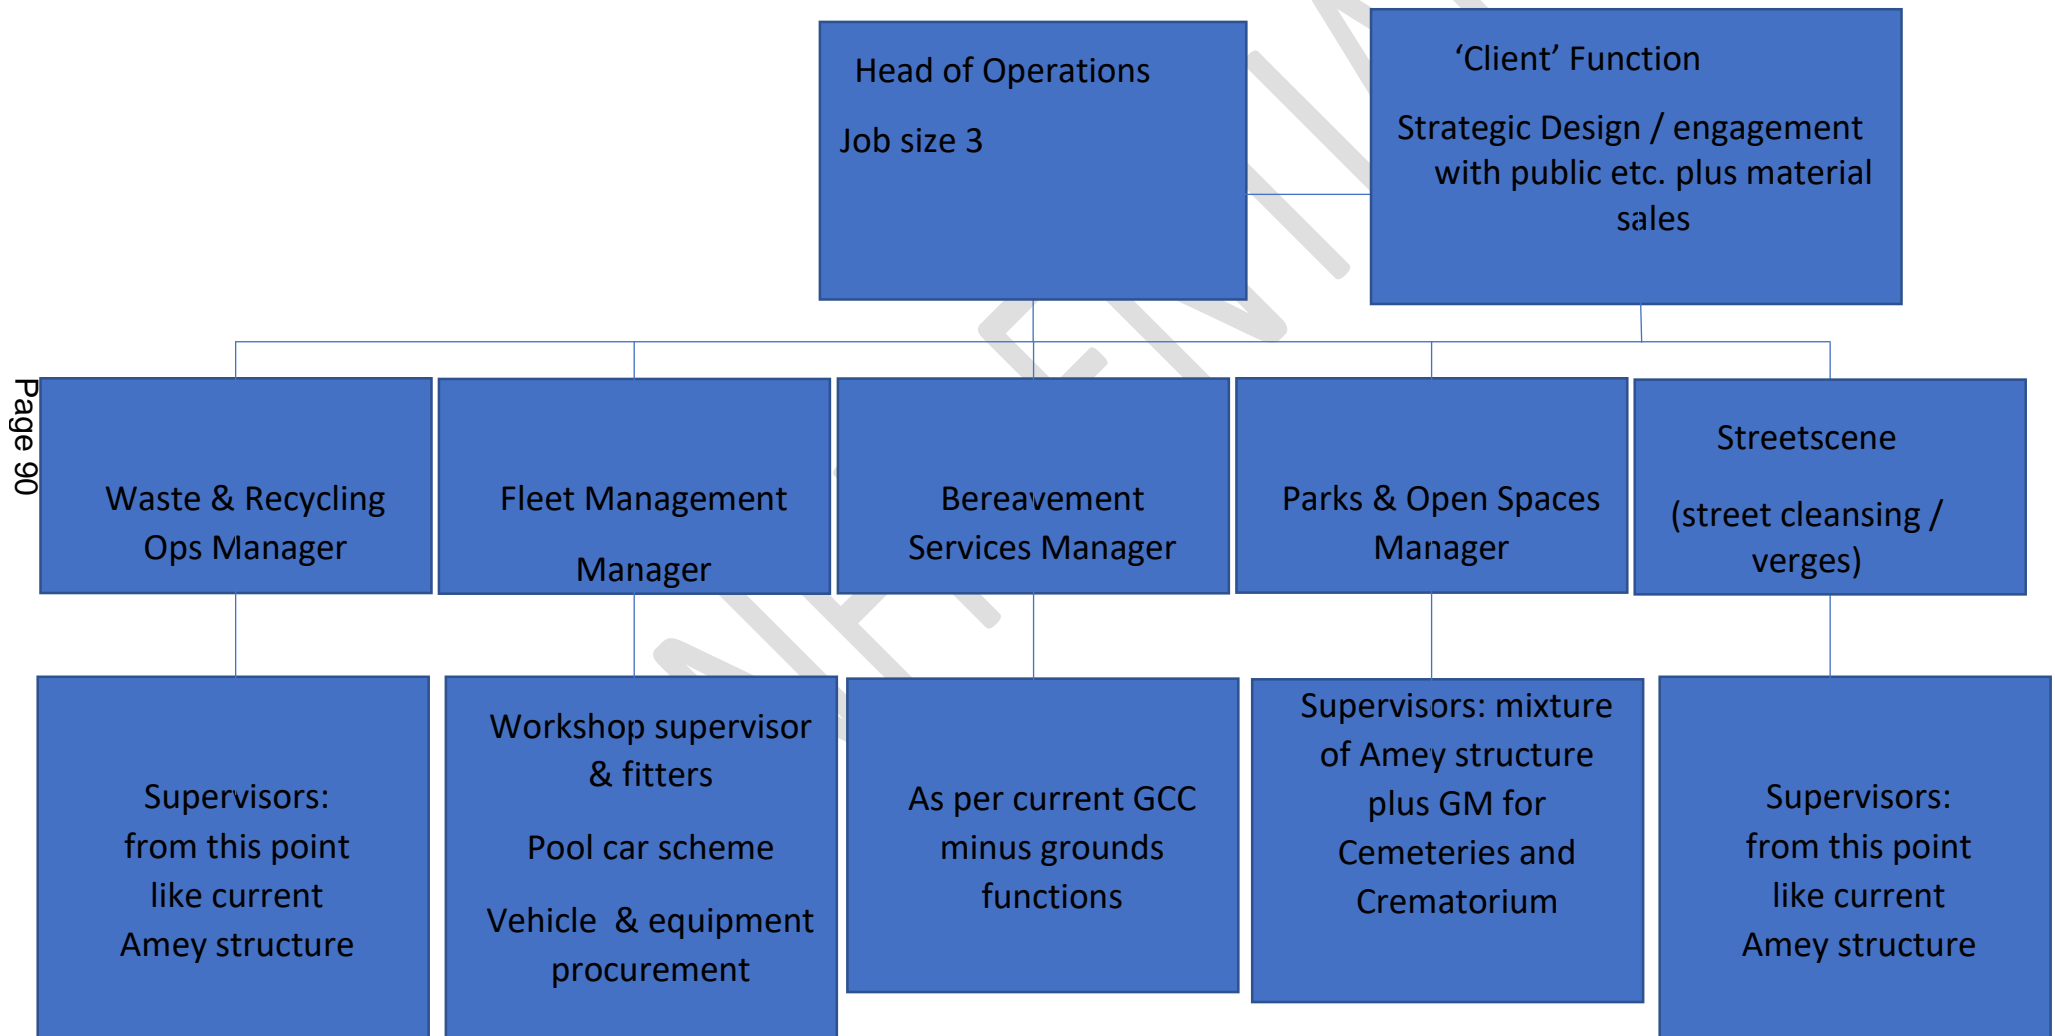 Head of Operations
Job size 3
‘Client’ Function
Strategic Design / engagement
with public etc. plus material
sales
Page 90
Waste & Recycling
Ops Manager
Fleet Management
Manager
Bereavement
Services Manager
Parks & Open Spaces
Manager
Streetscene
(street cleansing /
verges)
Supervisors:
from this point
like current
Amey structure
Workshop supervisor
& fitters
Pool car scheme
Vehicle  & equipment
procurement
As per current GCC
minus grounds
functions
Supervisors: mixture
of Amey structure
plus GM for
Cemeteries and
Crematorium
Supervisors:
from this point
like current
Amey structure